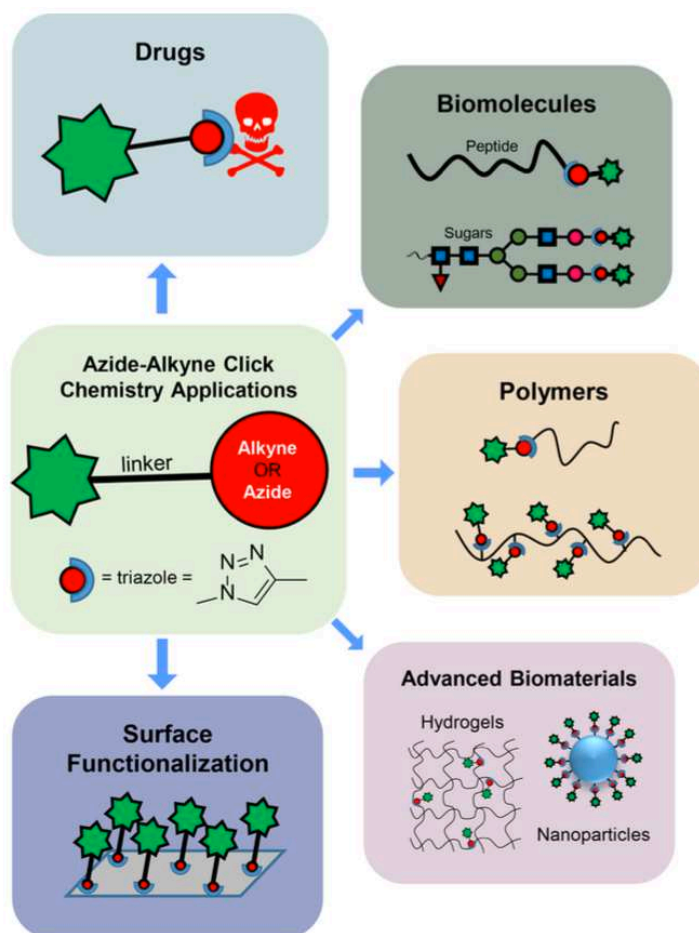 Drugs
Biomolecules
Peptide
Sugars
Azide-Alkyne Click
Chemistry Applications
linker
Alkyne
OR
Azide
= triazole =
N
N
N
Polymers
Surface
Functionalization
Advanced Biomaterials
Hydrogels
Nanoparticles